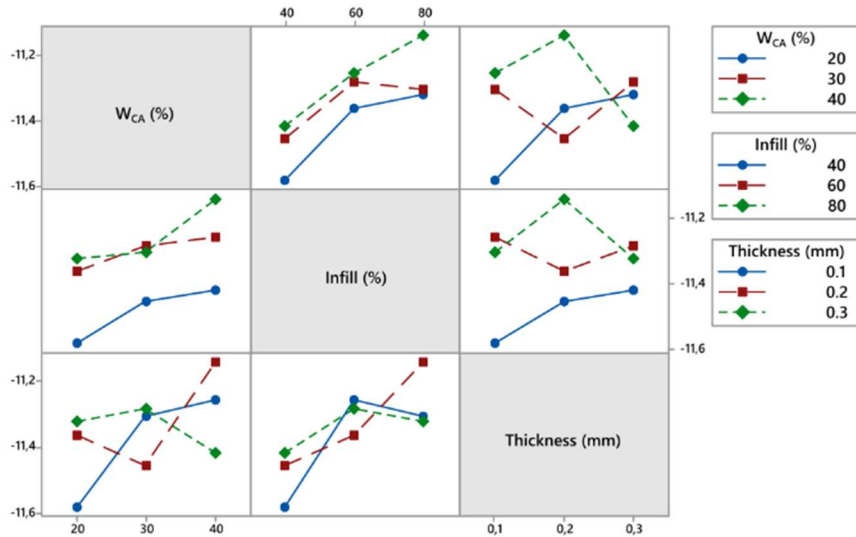 40 60 80
-11,2
-11,4
-11,6
W_CA (%)
W_CA (%)
20
30
40
Infill (%)
-11,2
-11,4
-11,6
Infill (%)
40
60
80
Thickness (mm)
0.1
0.2
0.3
-11,2
-11,4
-11,6
Thickness (mm)
20 30 40
0,1 0,2 0,3